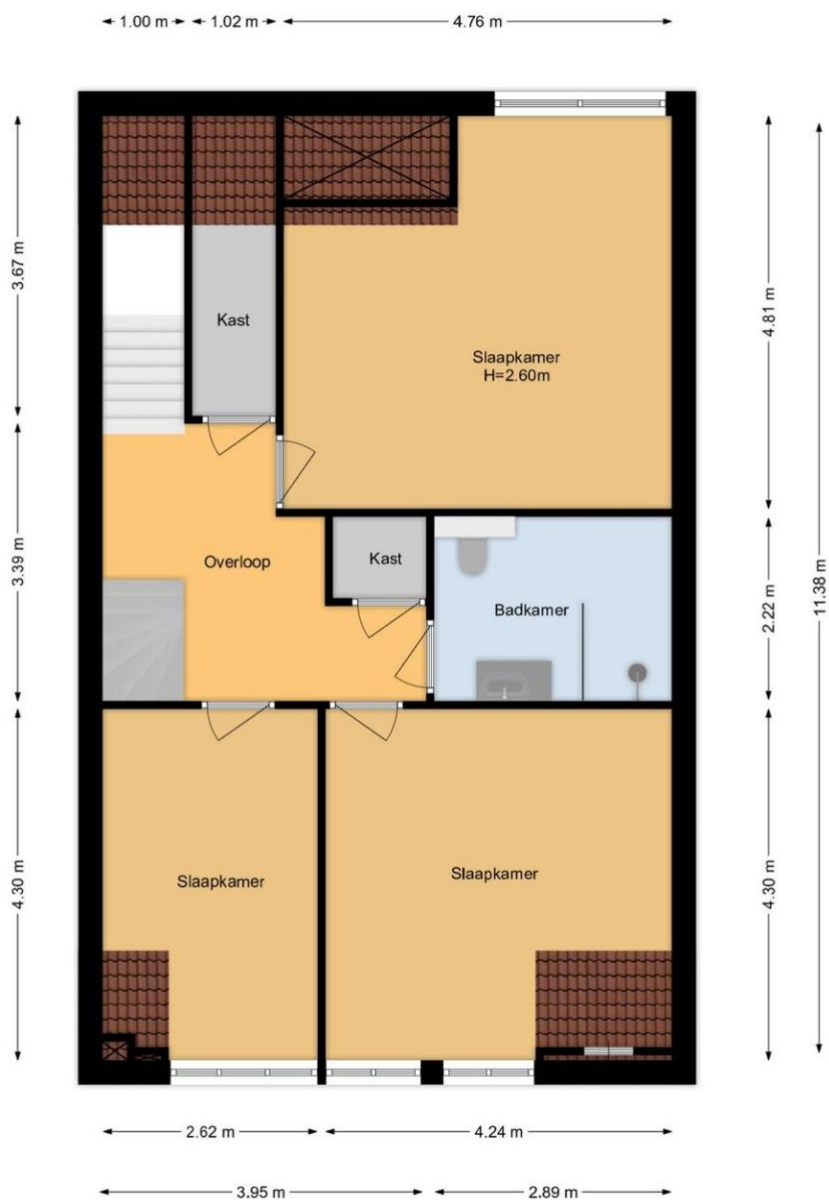 1.00 m
1.02 m
4.76 m
3.67 m
Kast
Slaapkamer
H=2.60m
4.81 m
3.39 m
Overloop
Kast
Badkamer
2.22 m
11.38 m
4.30 m
Slaapkamer
Slaapkamer
4.30 m
2.62 m
4.24 m
3.95 m
2.89 m